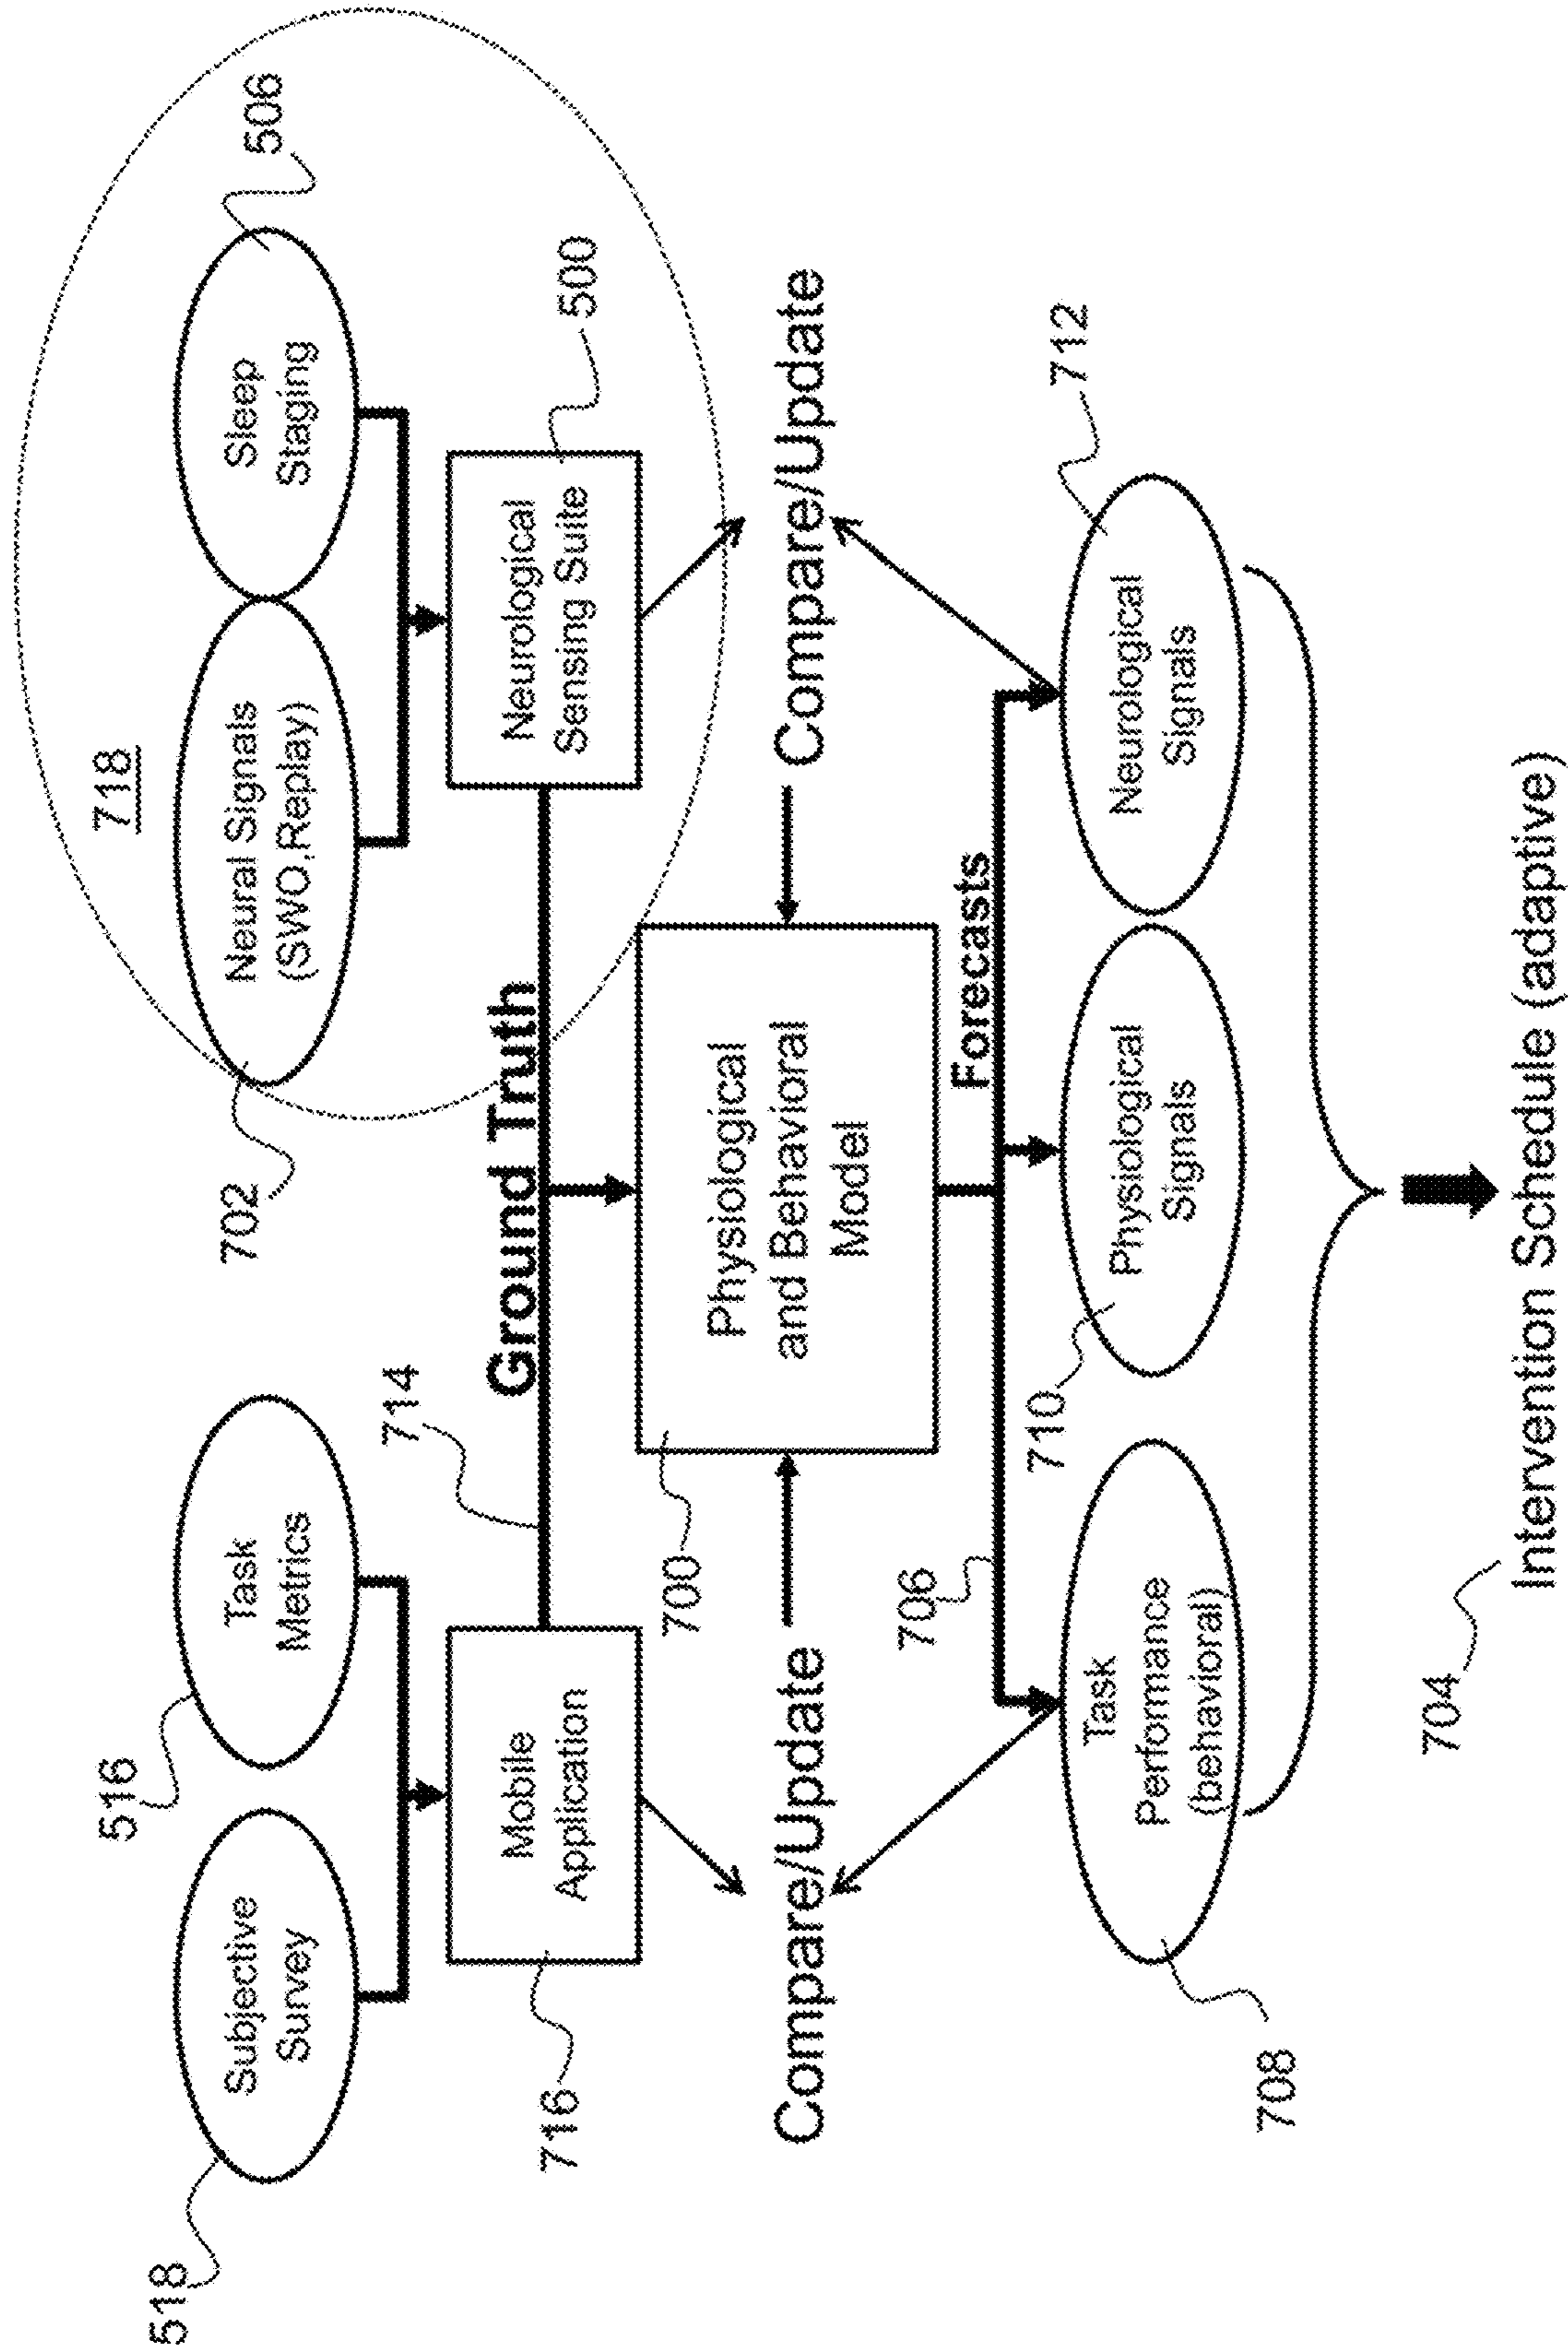 518
516
702
718
506
Subjective
Survey
Task
Metrics
Neural Signals
(SWO,Replay)
Sleep
Staging
716
Mobile
Application
714
Ground Truth
Neurological
Sensing Suite
500
700
Physiological
and Behavioral
Model
Compare/Update
Compare/Update
706
Forecasts
708
Task
Perfomance
(behavioral)
710
Physiological
Signals
Neurological
Signals
712
704
Intervention Schedule (adaptive)